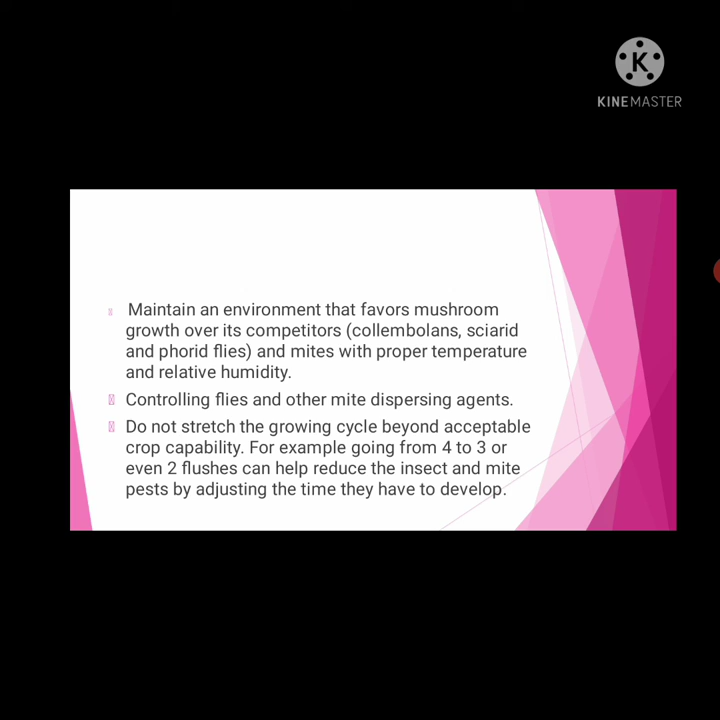 K
KINEMASTER
Maintain an environment that favors mushroom
growth over its competitors (collembolans, sciarid
and phorid flies) and mites with proper temperature
and relative humidity.
Controlling flies and other mite dispersing agents.
Do not stretch the growing cycle beyond acceptable
crop capability. For example going from 4 to 3 or
even 2 flushes can help reduce the insect and mite
pests by adjusting the time they have to develop.